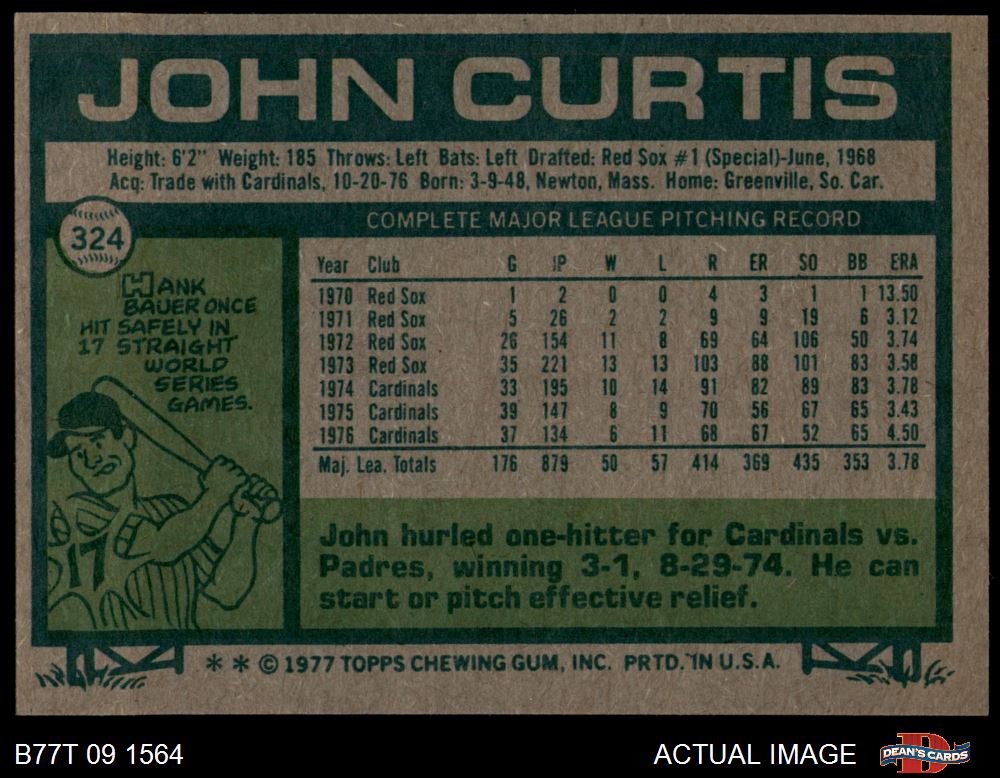 JOHN CURTIS
Height: 6'2" Weight: 185 Throws: Left Bats: Left Drafted: Red Sox #1 (Special)-June, 1968
Acq: Trade with Cardinals, 10-20-76 Born: 3-9-48, Newton, Mass. Home: Greenville, So. Car.
324
COMPLETE MAJOR LEAGUE PITCHING RECORD
HANK
BAUER ONCE
HIT SAFELY IN
17 STRAIGHT
WORLD
SERIES
GAMES.
17
Year Club G IP W L R ER SO BB ERA
1970 Red Sox 1 2 0 0 4 3 1 1 13.50
1971 Red Sox 5 26 2 2 9 9 19 6 3.12
1972 Red Sox 26 154 11 8 69 64 106 50 3.74
1973 Red Sox 35 221 13 13 103 88 101 83 3.58
1974 Cardinals 33 195 10 14 91 82 89 83 3.78
1975 Cardinals 39 147 8 9 70 56 67 65 3.43
1976 Cardinals 37 134 6 11 68 67 52 65 4.50
Maj. Lea. Totals 176 879 50 57 414 369 435 353 3.78
John hurled one-hitter for Cardinals vs.
Padres, winning 3-1, 8-29-74. He can
start or pitch effective relief.
* * © 1977 TOPPS CHEWING GUM, INC. PRTD. IN U.S.A.
B77T 09 1564
ACTUAL IMAGE
D
DEAN'S CARDS